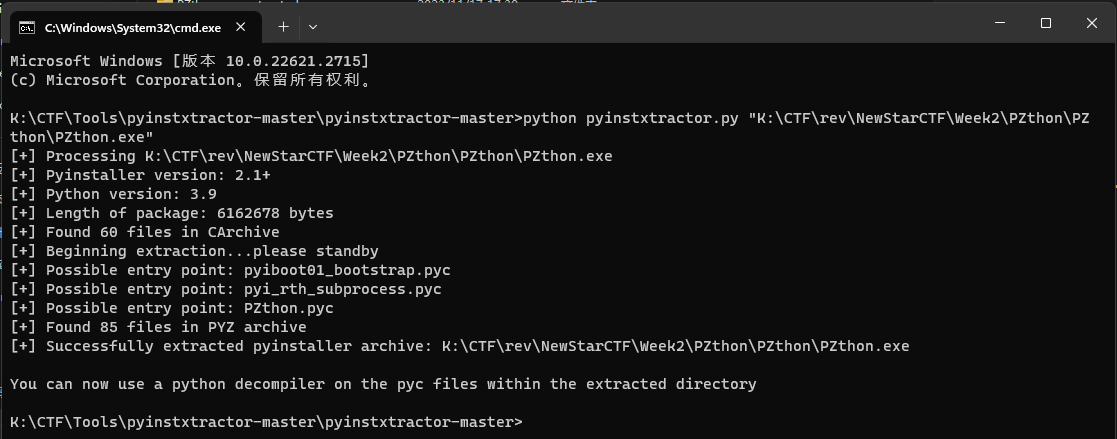 C:\Windows\System32\cmd.exe
Microsoft Windows [版本 10.0.22621.2715]
(c) Microsoft Corporation。保留所有权利。
K:\CTF\Tools\pyinstxtractor-master\pyinstxtractor-master>python pyinstxtractor.py "K:\CTF\rev\NewStarCTF\Week2\PZthon\PZ
thon\PZthon.exe"
[+] Processing K:\CTF\rev\NewStarCTF\Week2\PZthon\PZthon\PZthon.exe
[+] Pyinstaller version: 2.1+
[+] Python version: 3.9
[+] Length of package: 6162678 bytes
[+] Found 60 files in CArchive
[+] Beginning extraction...please standby
[+] Possible entry point: pyiboot01_bootstrap.pyc
[+] Possible entry point: pyi_rth_subprocess.pyc
[+] Possible entry point: PZthon.pyc
[+] Found 85 files in PYZ archive
[+] Successfully extracted pyinstaller archive: K:\CTF\rev\NewStarCTF\Week2\PZthon\PZthon\PZthon.exe
You can now use a python decompiler on the pyc files within the extracted directory
K:\CTF\Tools\pyinstxtractor-master\pyinstxtractor-master>